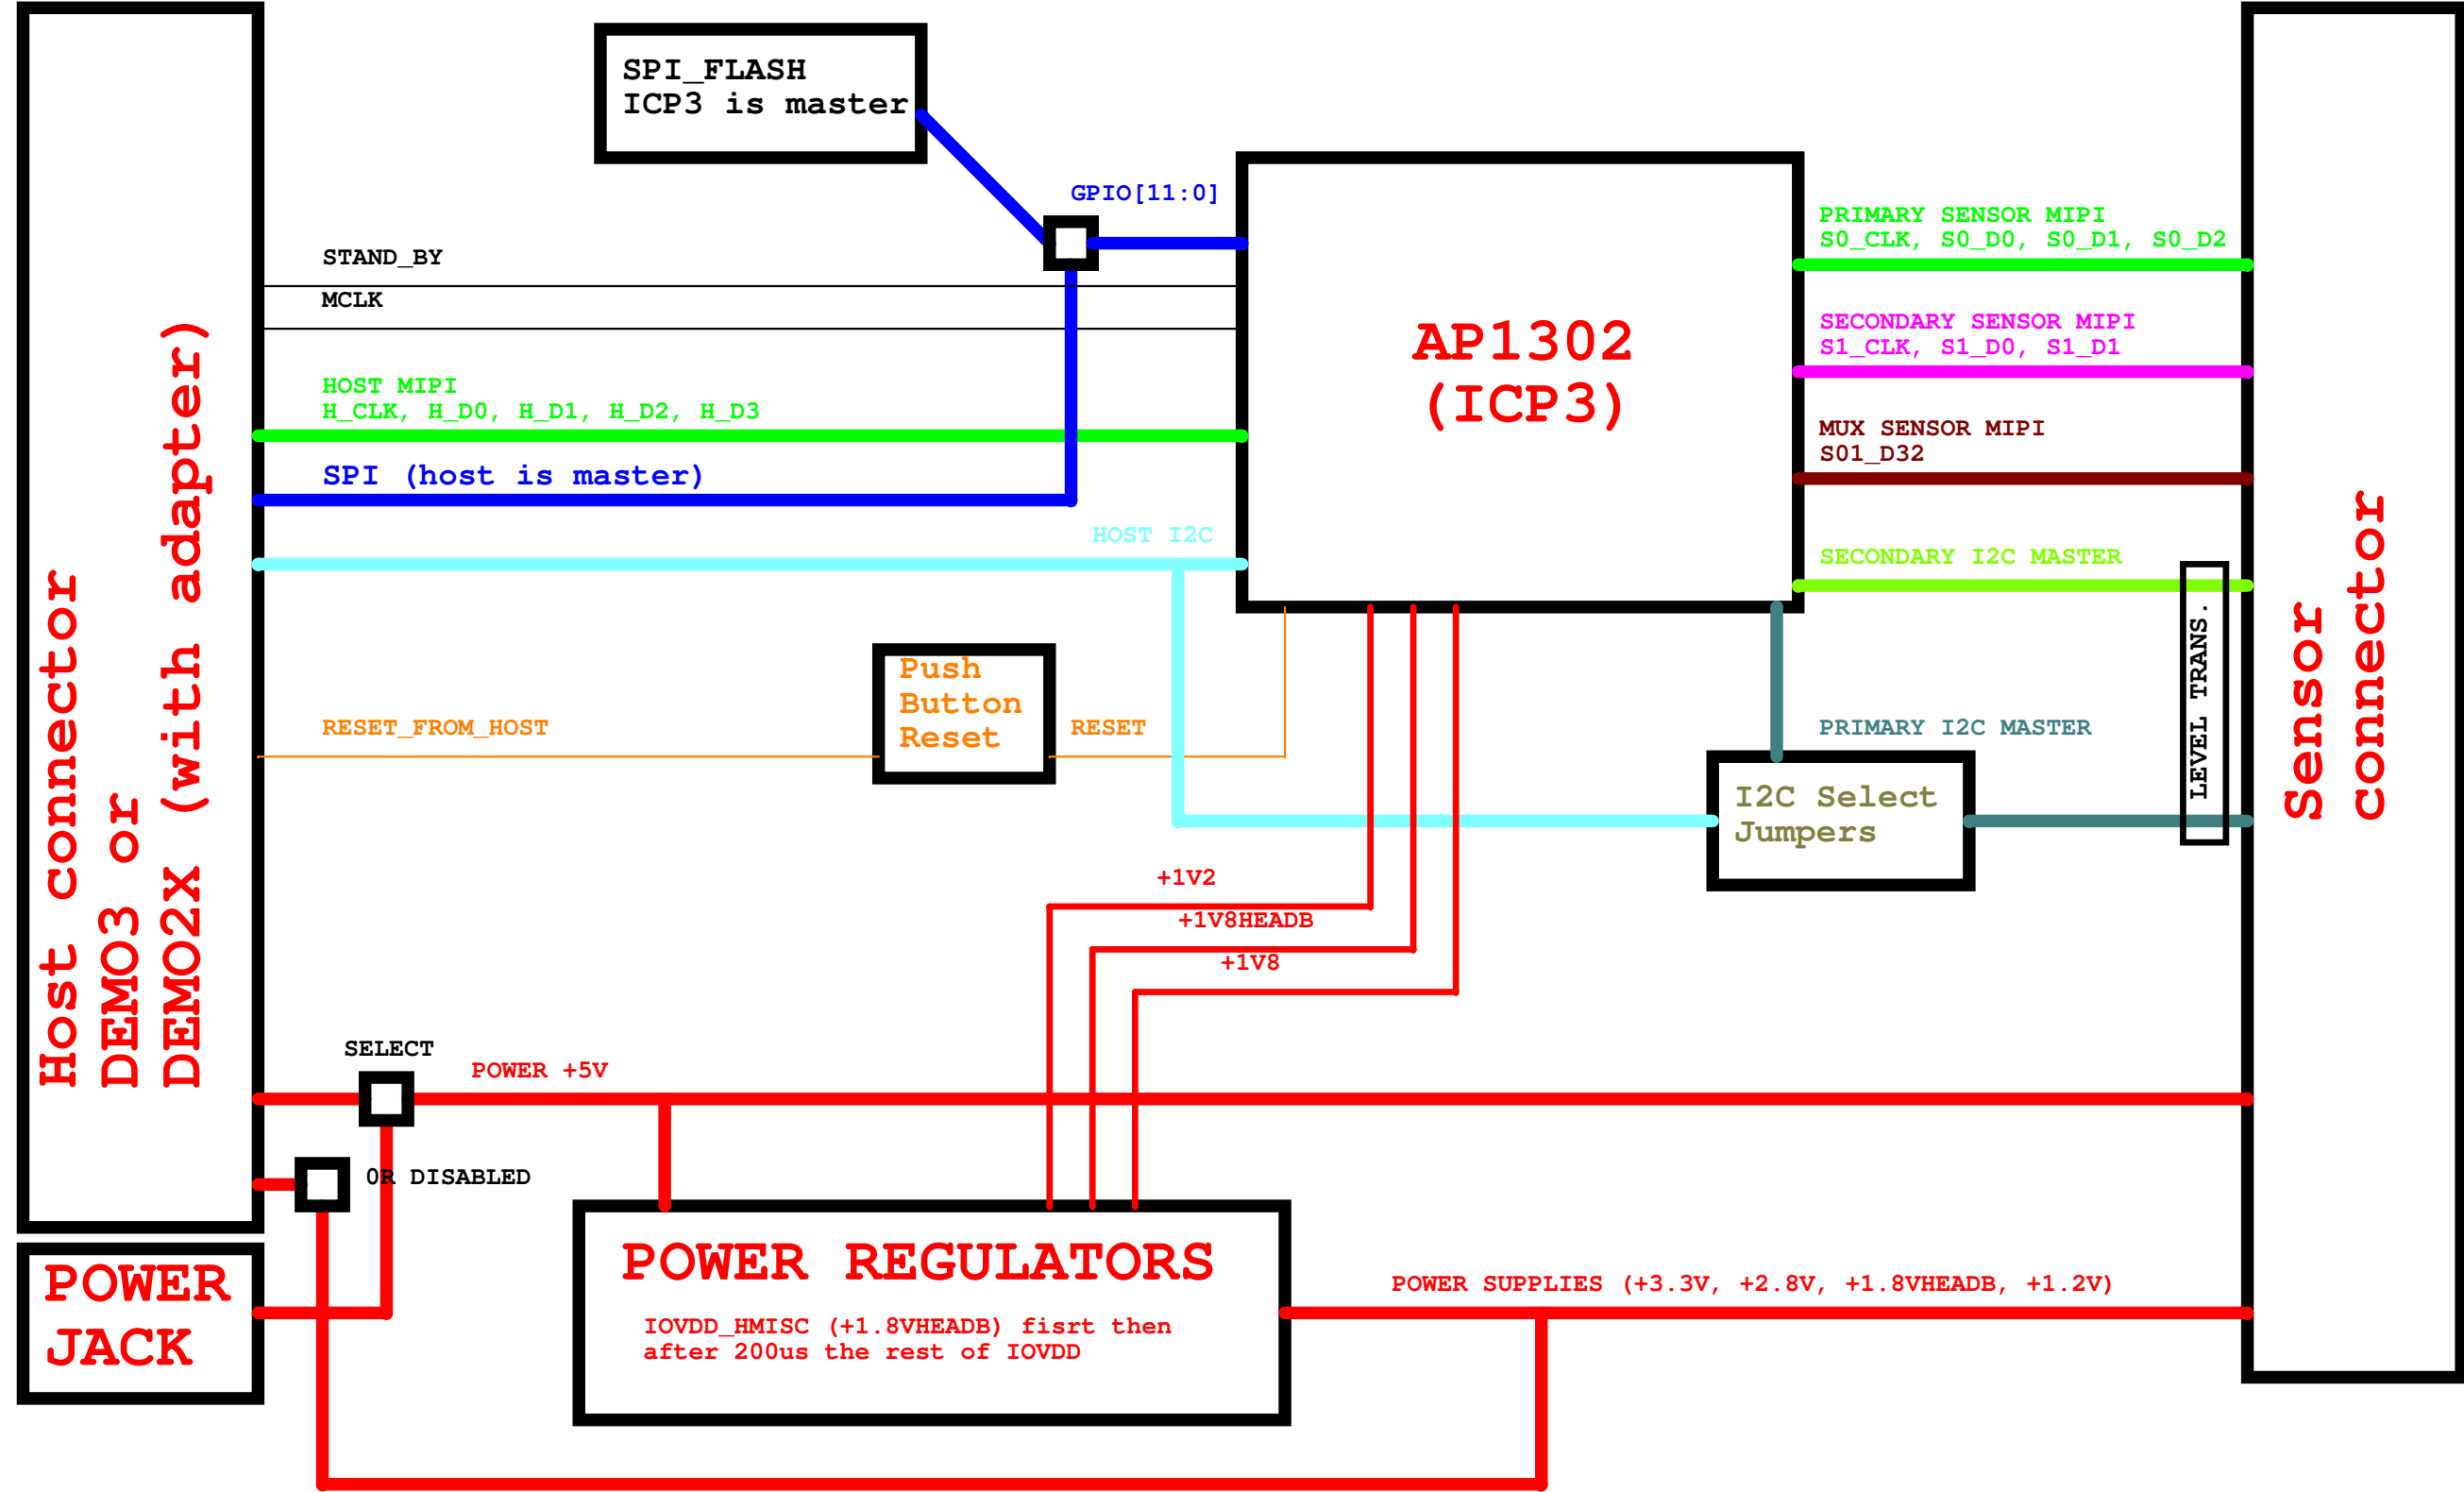 SPI_FLASH
ICP3 is master
GPIO[11:0]
STAND_BY
MCLK
HOST MIPI
H_CLK, H_D0, H_D1, H_D2, H_D3
SPI (host is master)
HOST I2C
AP1302
(ICP3)
PRIMARY SENSOR MIPI
S0_CLK, S0_D0, S0_D1, S0_D2
SECONDARY SENSOR MIPI
S1_CLK, S1_D0, S1_D1
MUX SENSOR MIPI
S01_D32
SECONDARY I2C MASTER
LEVEL TRANS.
Host connector
DEMO3 or
DEMO2X (with adapter)
Sensor
connector
Push
Button
Reset
RESET_FROM_HOST
RESET
PRIMARY I2C MASTER
I2C Select
Jumpers
+1V2
+1V8HEADB
+1V8
SELECT
POWER +5V
0R DISABLED
POWER
JACK
POWER REGULATORS
IOVDD_HMISC (+1.8VHEADB) fisrt then
after 200us the rest of IOVDD
POWER SUPPLIES (+3.3V, +2.8V, +1.8VHEADB, +1.2V)